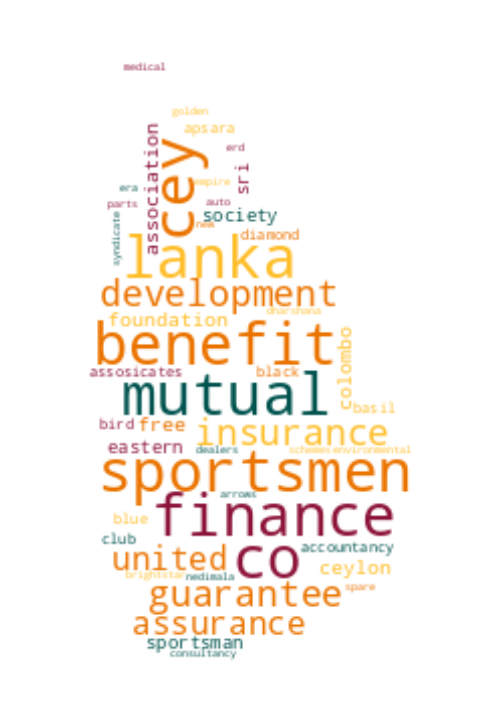 medical
golden
apsara
association
cey
erd
sri
empire
era
parts
auto
society
syndicate
new
diamond
lanka
development
dharshana
foundation
benefit
colombo
assosicates
black
mutual
basil
bird
free
insurance
eastern
dealers
schemes
environmental
sportsmen
arrows
finance
blue
club
co
accountancy
united
ceylon
brightstar
nedimala
guarantee
spare
assurance
sportsman
consultancy